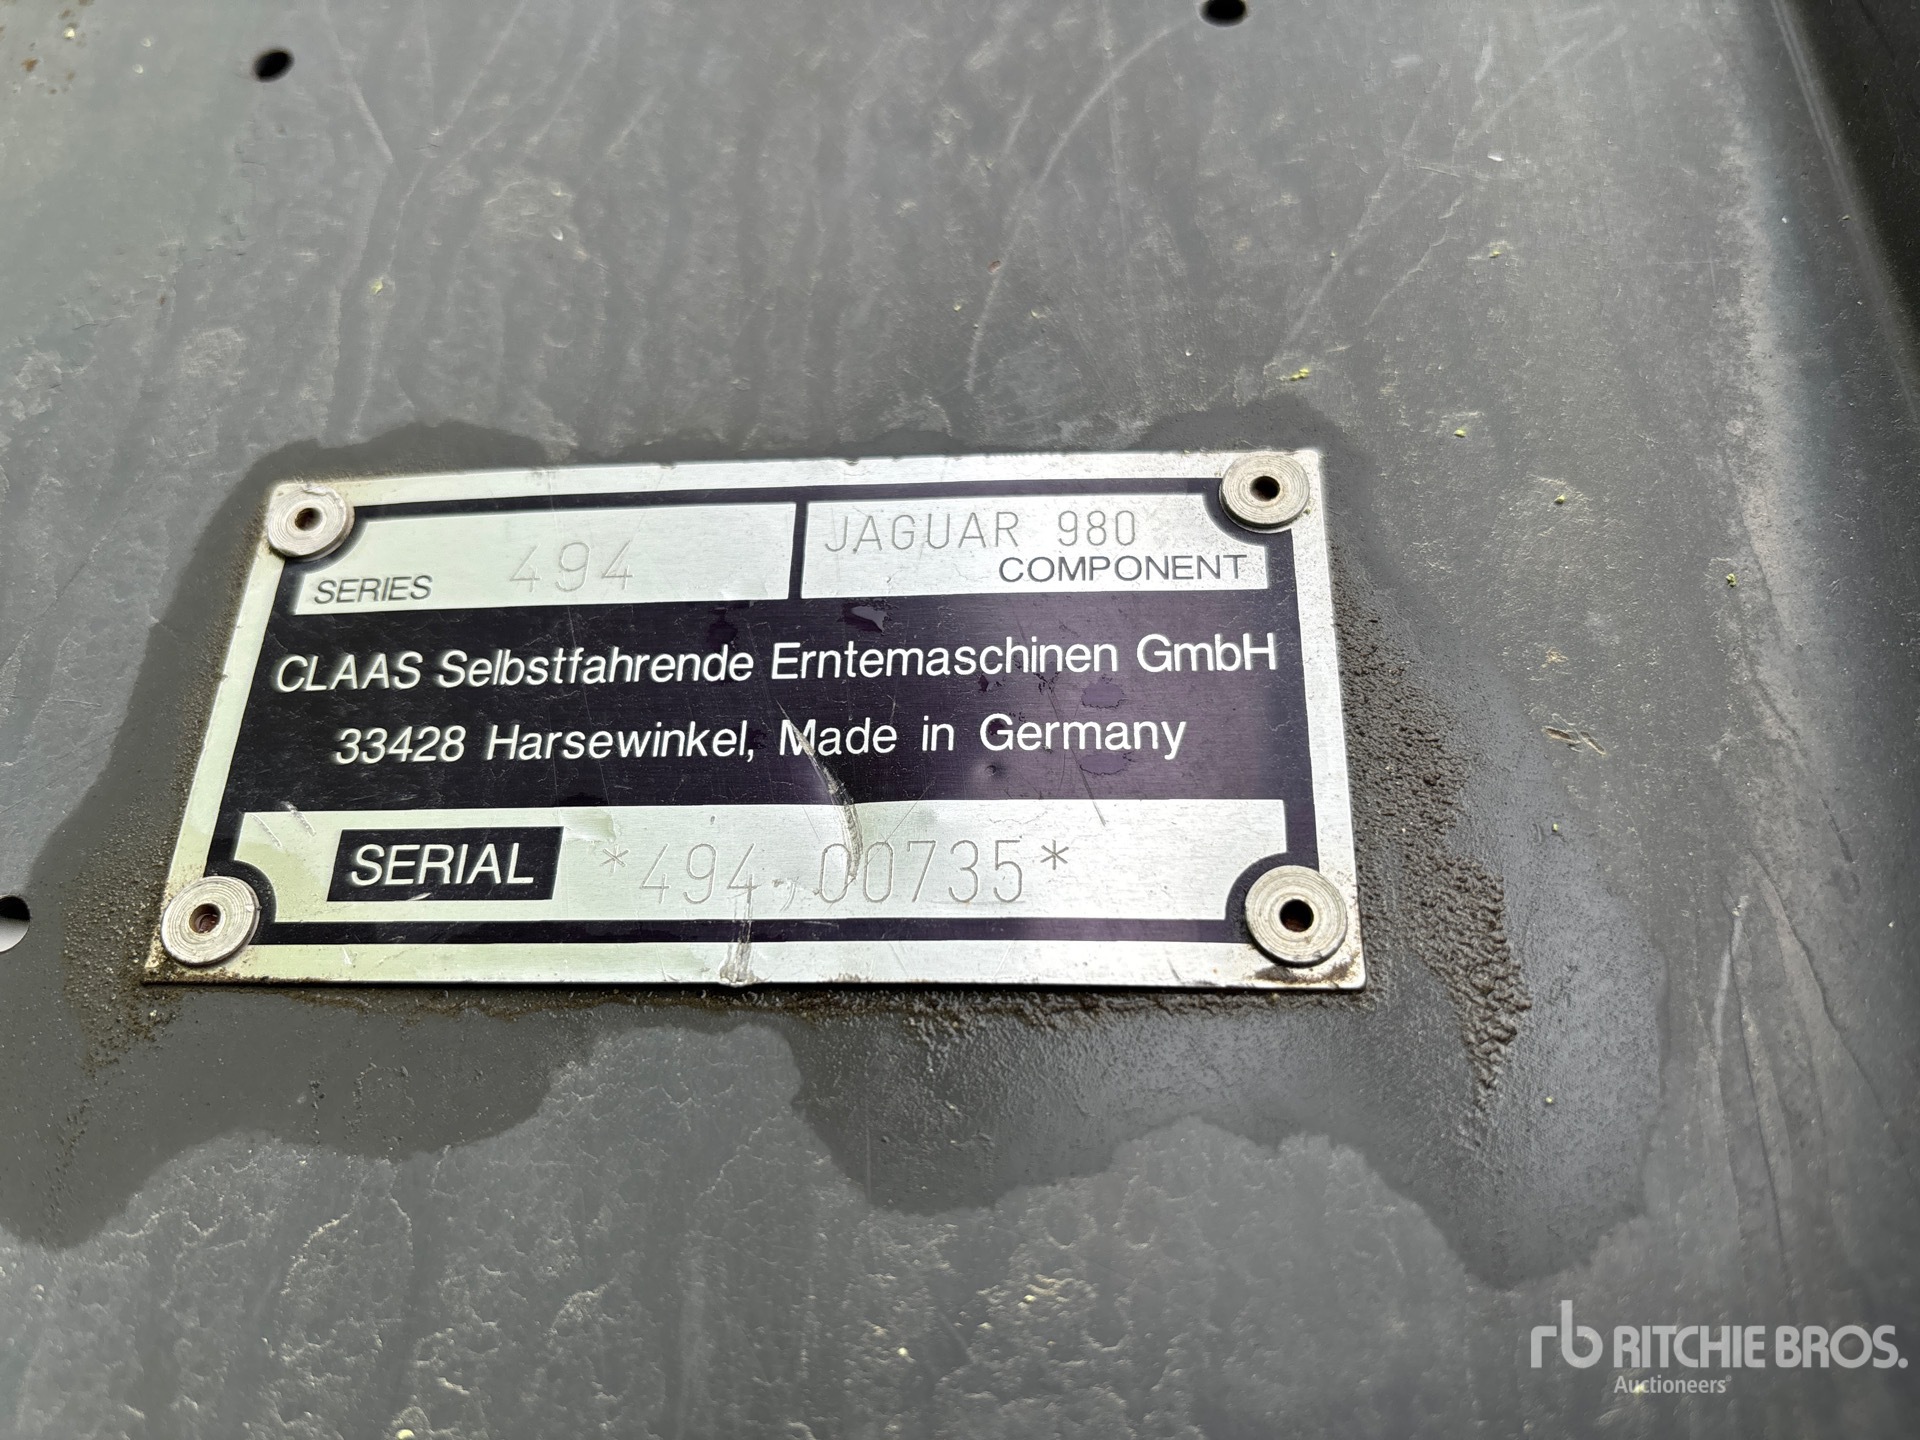 JAGUAR 980
SERIES 494
COMPONENT
CLAAS Selbstfahrende Erntemaschinen GmbH
33428 Harsewinkel, Made in Germany
SERIAL *494,00735*
rb RITCHIE BROS.
Auctioneers